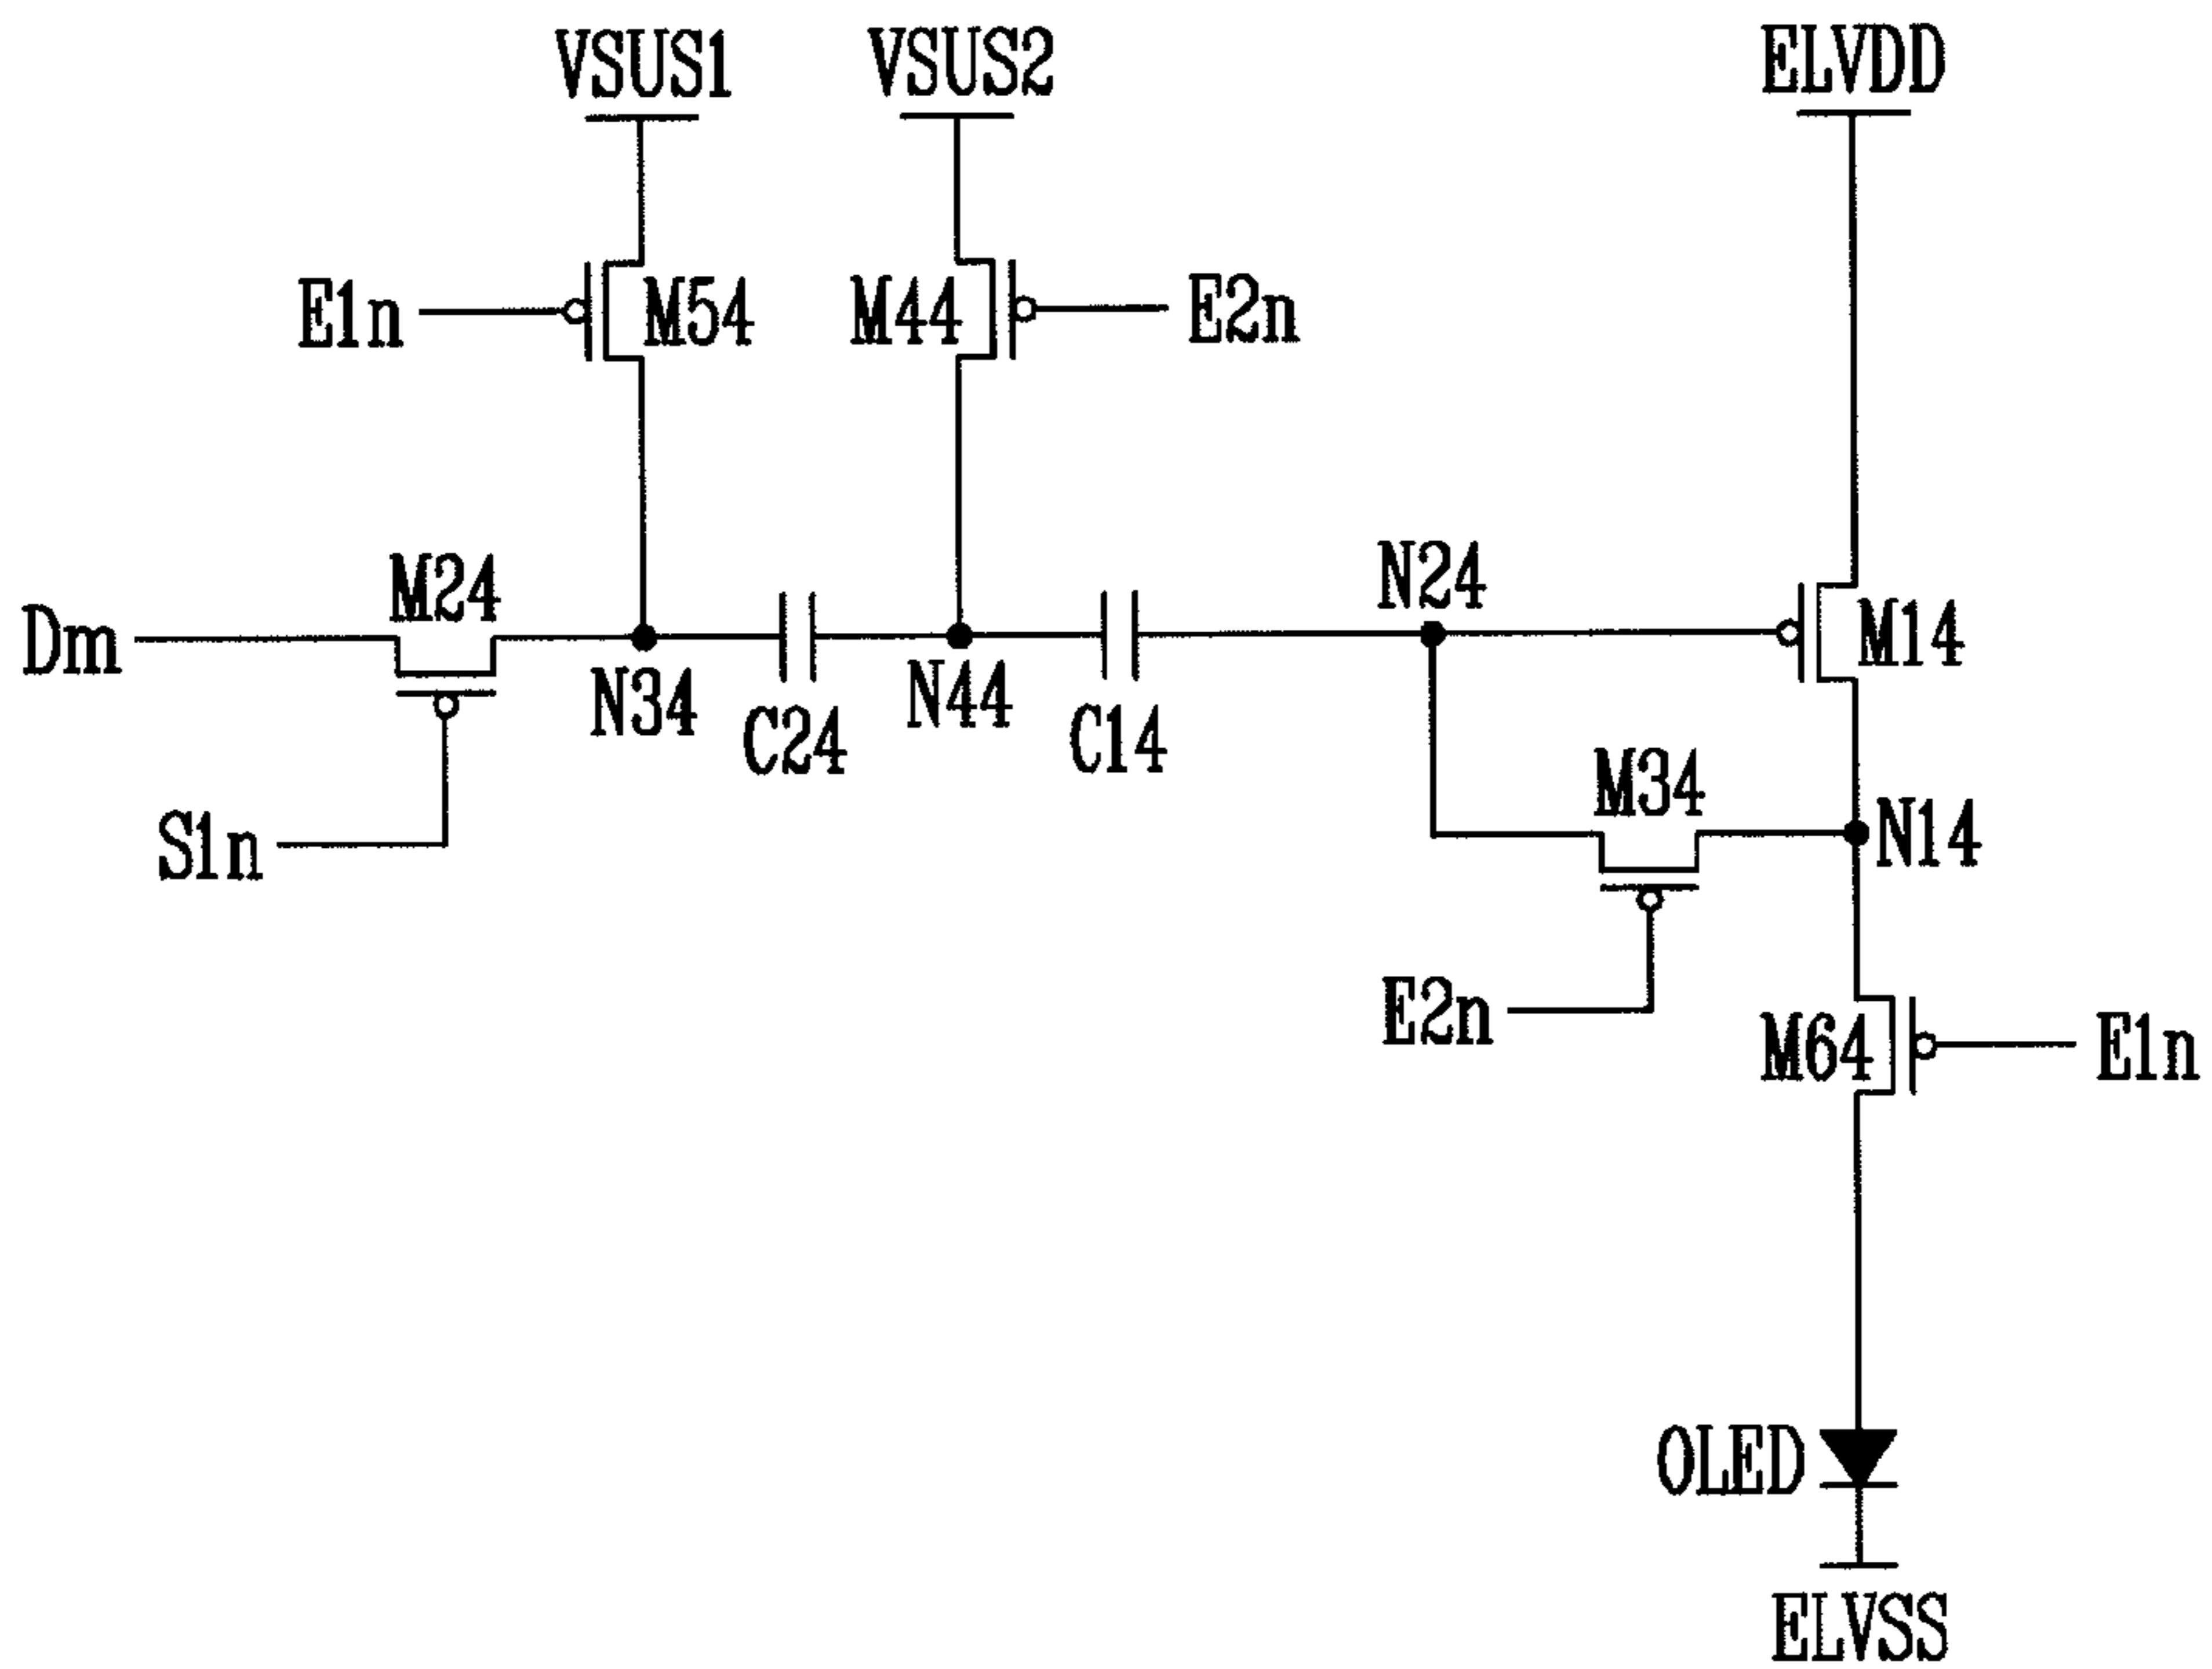 VSUS1
VSUS2
ELVDD
E1n
M54
M44
E2n
Dm
M24
N34
C24
N44
C14
N24
M14
S1n
M34
N14
E2n
M64
E1n
OLED
ELVSS